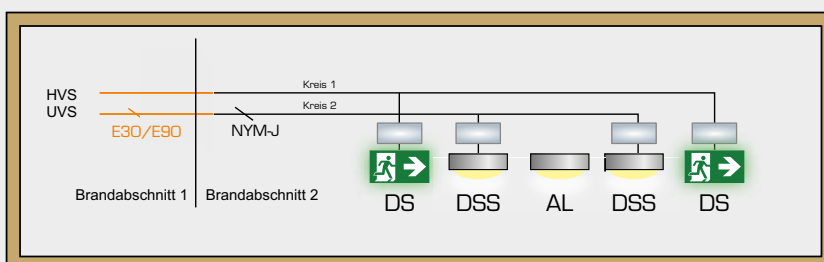 Kreis 1
HVS
Kreis 2
UVS
E30/E90
NYM-J
Brandabschnitt 1
Brandabschnitt 2
DS
DSS
AL
DSS
DS